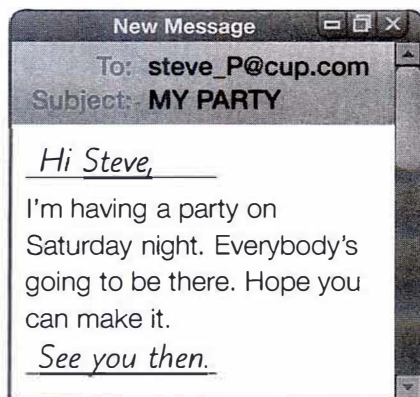 New Message
To: steve_P@cup.com
Subject: MY PARTY
Hi Steve,
I'm having a party on
Saturday night. Everybody's
going to be there. Hope you
can make it.
See you then.